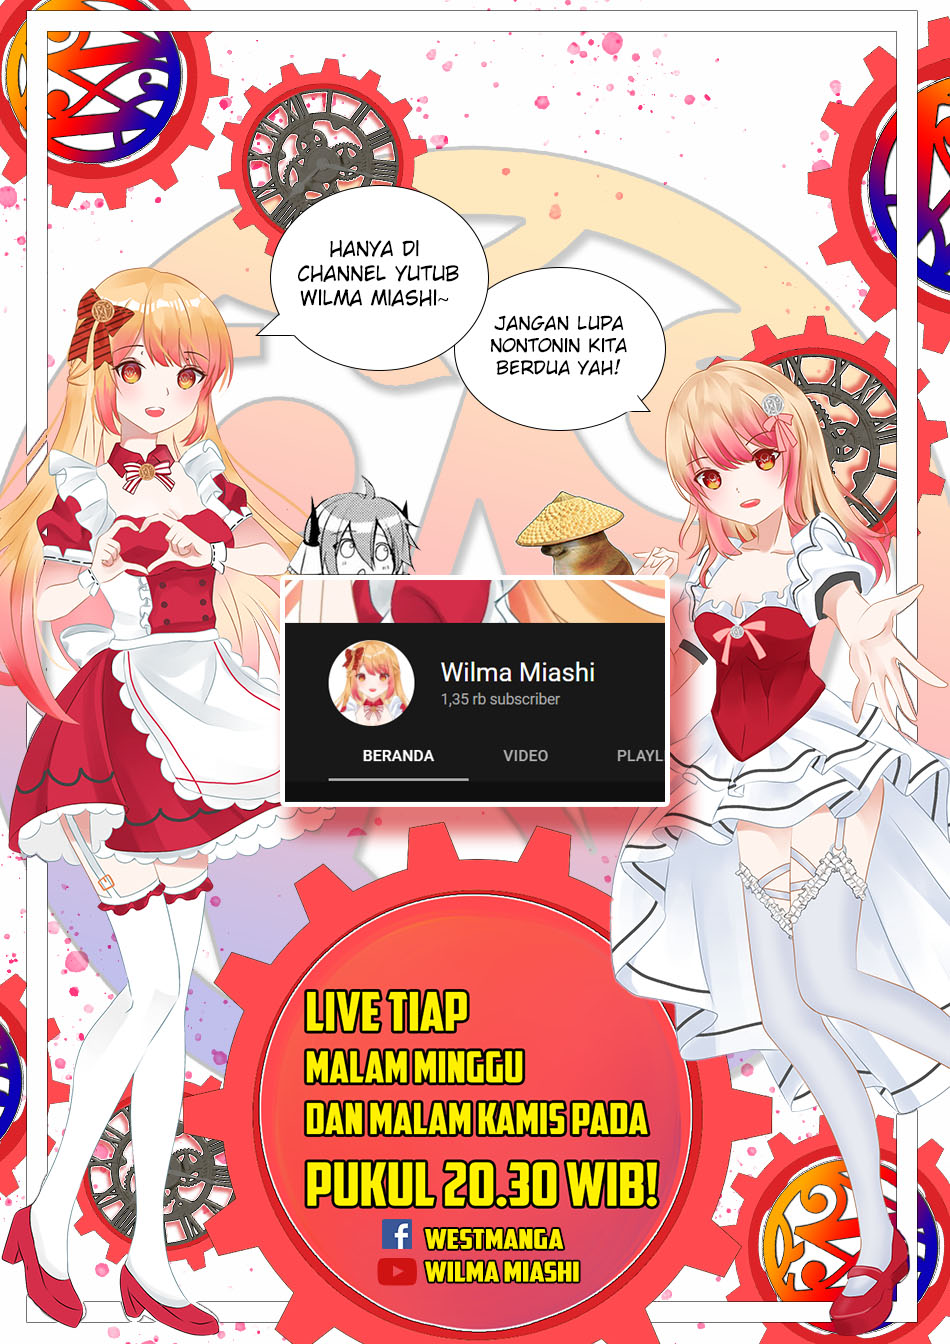 HANYA DI
CHANNEL YUTUB
WILMA MIASHI~
JANGAN LUPA
NONTONIN KITA
BERDUA YAH!
Wilma Miashi
1,35 rb subscriber
BERANDA VIDEO PLAYL
LIVE TIAP
MALAM MINGGU
DAN MALAM KAMIS PADA
PUKUL 20.30 WIB!
WESTMANGA
WILMA MIASHI